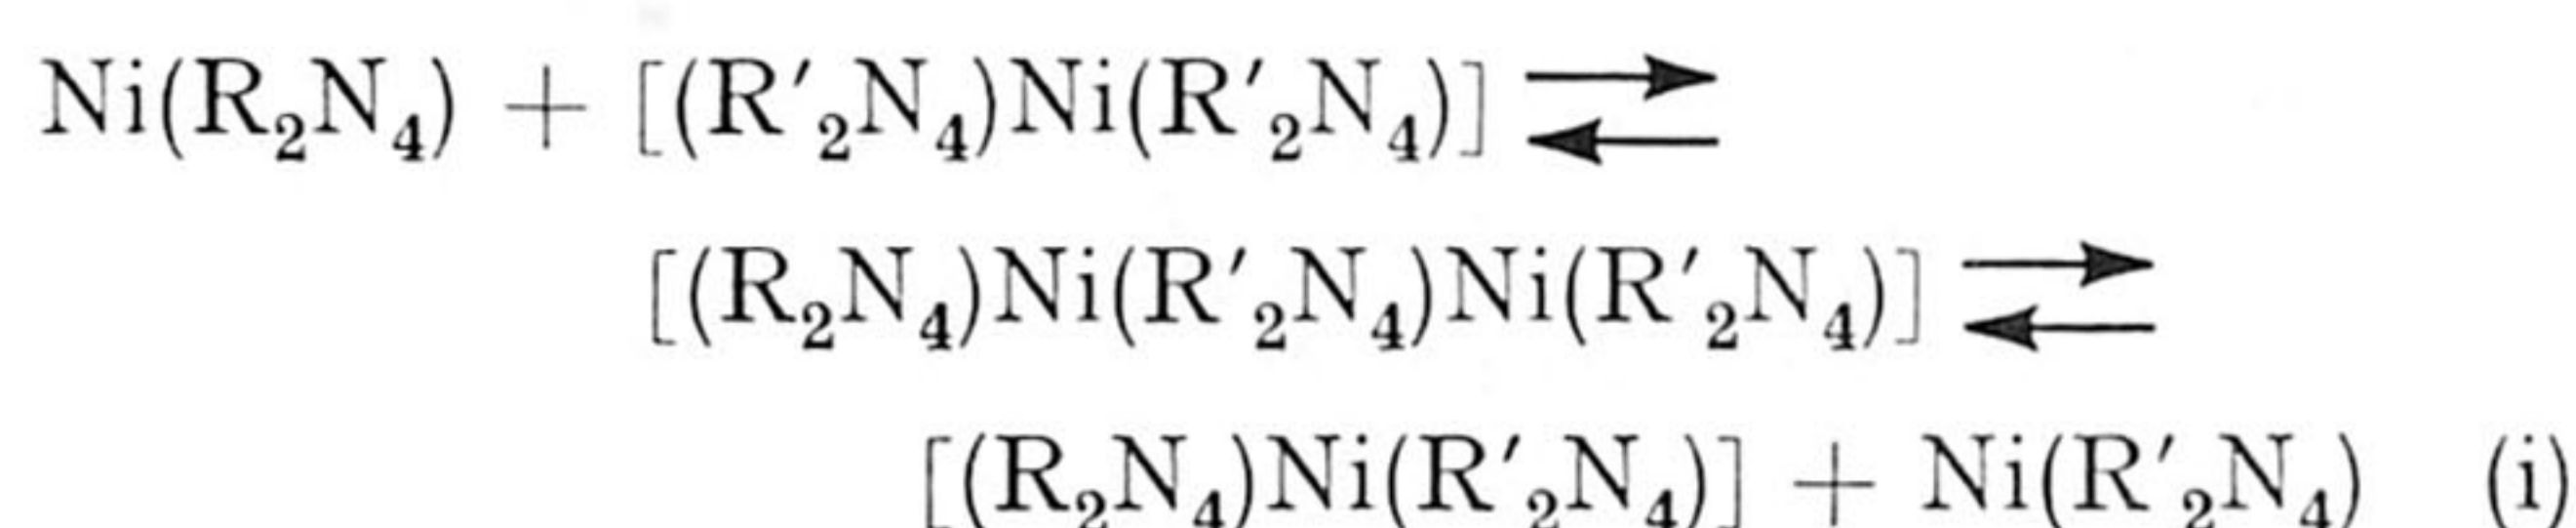 Ni(R₂N₄) + [(R′₂N₄)Ni(R′₂N₄)] ⇄
[(R₂N₄)Ni(R′₂N₄)Ni(R′₂N₄)] ⇄
[(R₂N₄)Ni(R′₂N₄)] + Ni(R′₂N₄) (i)